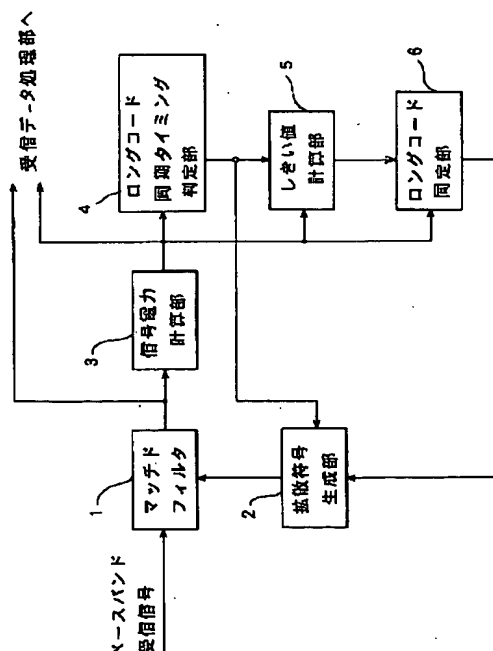 ベースバンド
受信信号
1
マッチド
フィルタ
2
拡散符号
生成部
3
信号電力
計算部
4
ロングコード
同期タイミング
判定部
5
しきい値
計算部
6
ロングコード
同定部
受信データ処理部へ